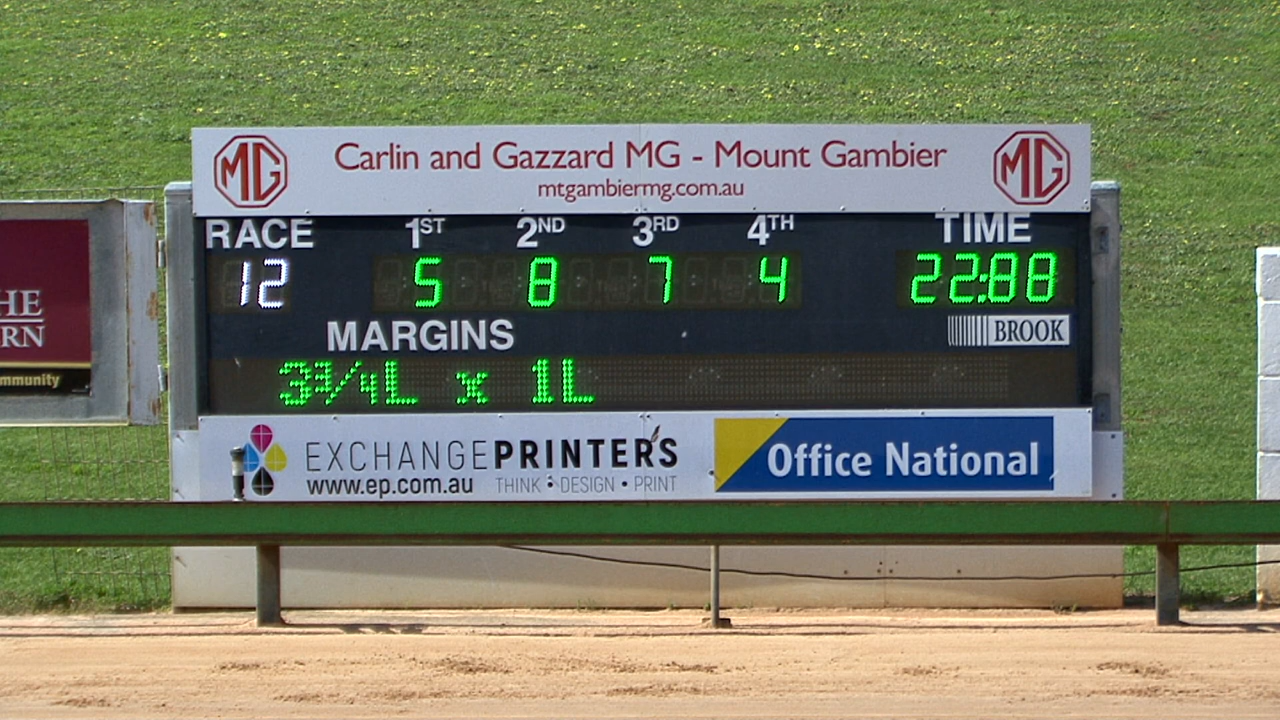 MG Carlin and Gazzard MG - Mount Gambier MG
mtgambiermg.com.au
RACE 1ST 2ND 3RD 4TH TIME
12 5 8 7 4 22:88
MARGINS BROOK
3¾L x 1L
EXCHANGEPRINTERS
www.ep.com.au THINK • DESIGN • PRINT
Office National
HE
RN
mmunity